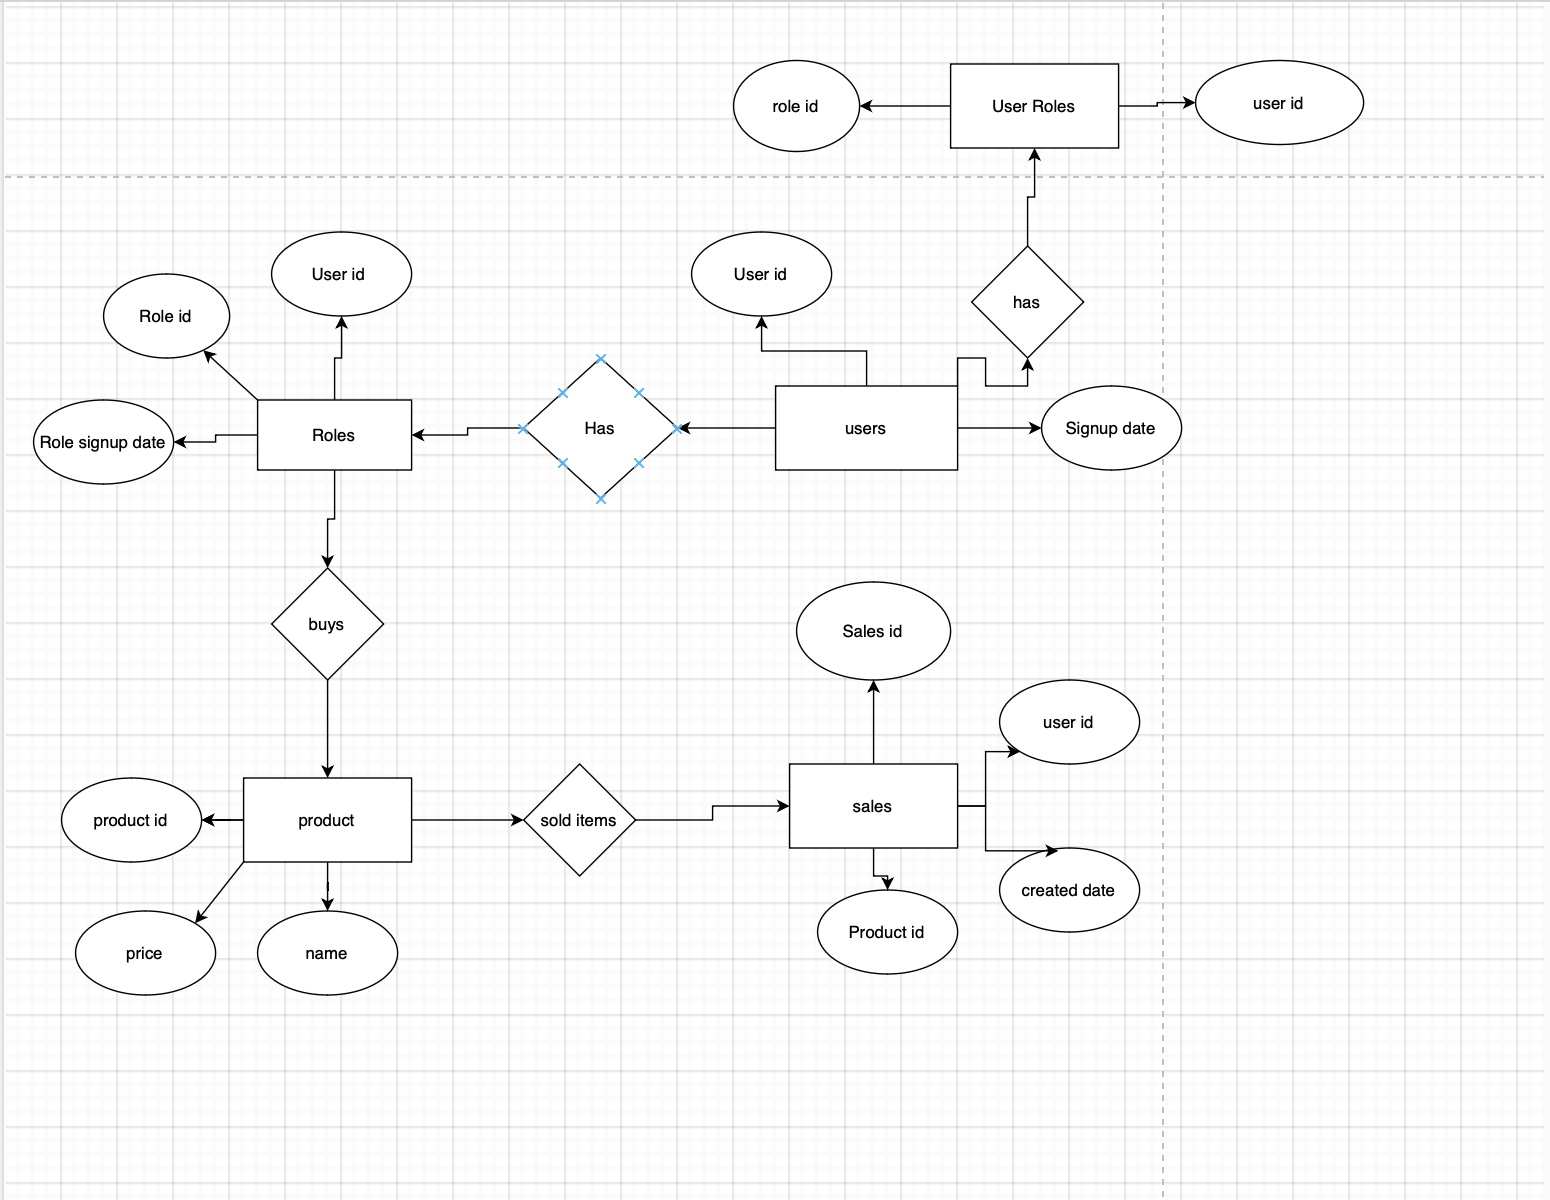 role id
User Roles
user id
User id
User id
has
Role id
Role signup date
Roles
Has
users
Signup date
buys
Sales id
user id
product id
product
sold items
sales
created date
price
name
Product id